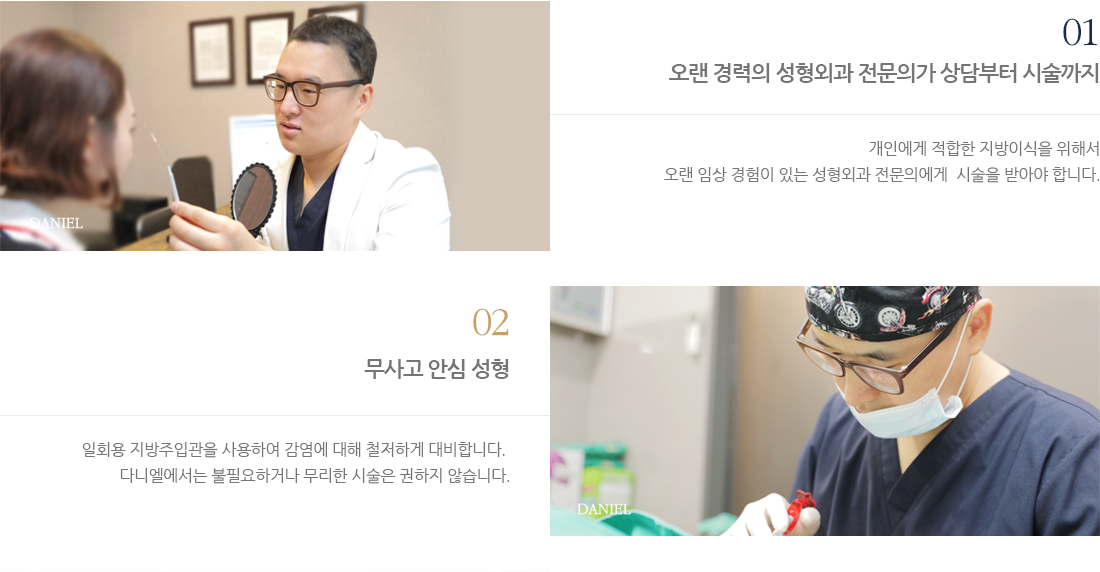 01
오랜 경력의 성형외과 전문의가 상담부터 시술까지
개인에게 적합한 지방이식을 위해서
오랜 임상 경험이 있는 성형외과 전문의에게 시술을 받아야 합니다.
DANIEL
02
무사고 안심 성형
일회용 지방주입관을 사용하여 감염에 대해 철저하게 대비합니다.
다니엘에서는 불필요하거나 무리한 시술은 권하지 않습니다.
DANIEL